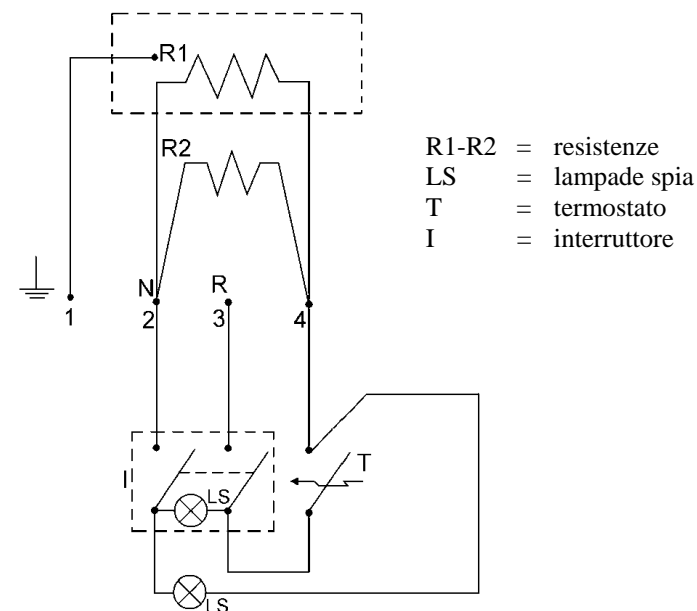 R1
R2
N R
1 2 3 4
I
LS
T
LS
R1-R2 = resistenze
LS = lampade spia
T = termostato
I = interruttore